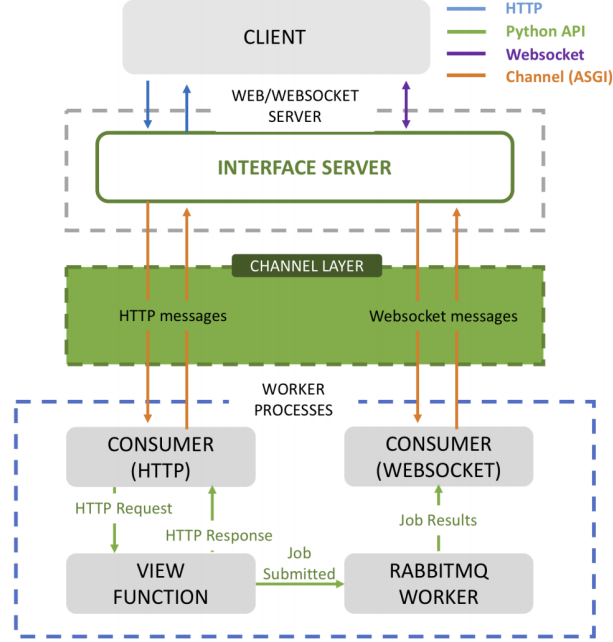 CLIENT
HTTP
Python API
Websocket
Channel (ASGI)
WEB/WEBSOCKET
SERVER
INTERFACE SERVER
CHANNEL LAYER
HTTP messages
Websocket messages
WORKER
PROCESSES
CONSUMER
(HTTP)
CONSUMER
(WEBSOCKET)
HTTP Request
HTTP Response
Job Results
Job
Submitted
VIEW
FUNCTION
RABBITMQ
WORKER